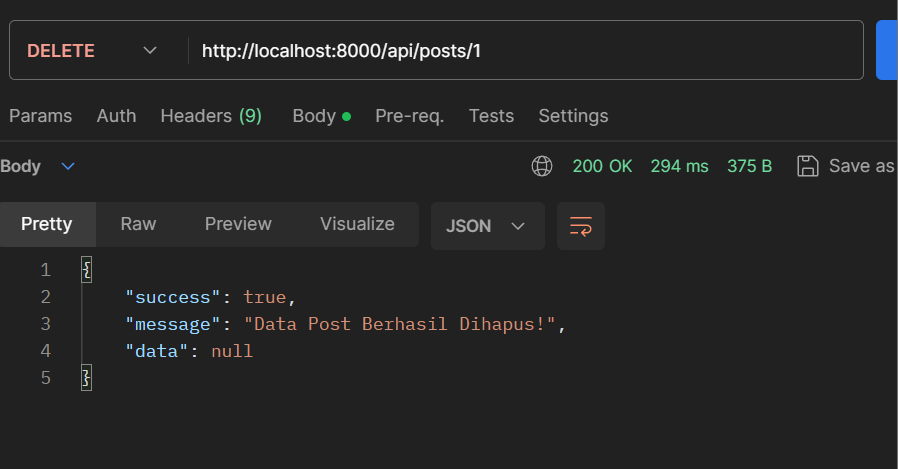 DELETE http://localhost:8000/api/posts/1
Params Auth Headers (9) Body Pre-req. Tests Settings
Body 200 OK 294 ms 375 B Save as
Pretty Raw Preview Visualize JSON
1 {
2 "success": true,
3 "message": "Data Post Berhasil Dihapus!",
4 "data": null
5 }